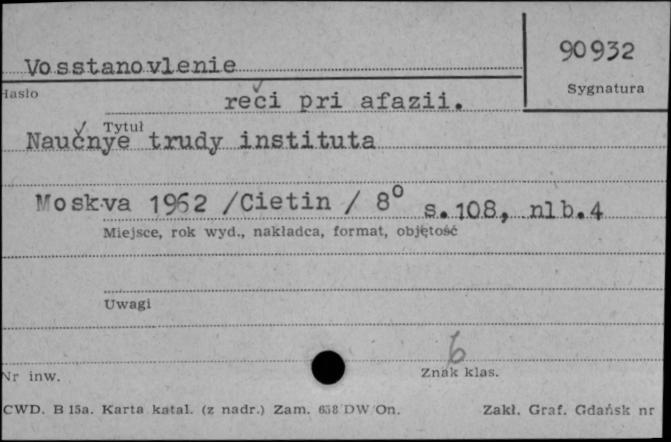 90932
Vosstanovlenie
Hasło
Sygnatura
reči pri afazii.
Tytuł
Naučnye trudy instituta
Moskva 1962 /Cietin / 8° s.108, nlb.4
Miejsce, rok wyd., nakładca, format, objętość
Uwagi
6
Nr inw.
Znak klas.
CWD. B 15a. Karta katal. (z nadr.) Zam. 658 DW On.
Zakł. Graf. Gdańsk nr